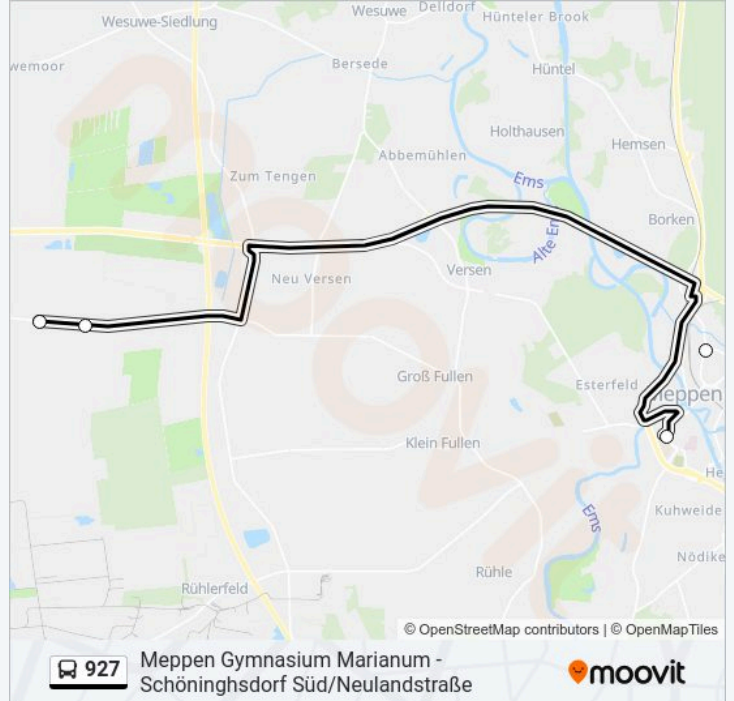 Wesuwe
Delldorf
Wesuwe-Siedlung
Hünteler Brook
wemoor
Bersede
Hüntel
Holthausen
Hemsen
Abbemühlen
Zum Tengen
Ems
Borken
Alte Em
Versen
Neu Versen
Groß Fullen
Esterfeld
Meppen
Klein Fullen
He
Ems
Kuhweide
Nödike
Rühle
Rühlerfeld
© OpenStreetMap contributors | © OpenMapTiles
927
Meppen Gymnasium Marianum -
Schöninghsdorf Süd/Neulandstraße
moovit